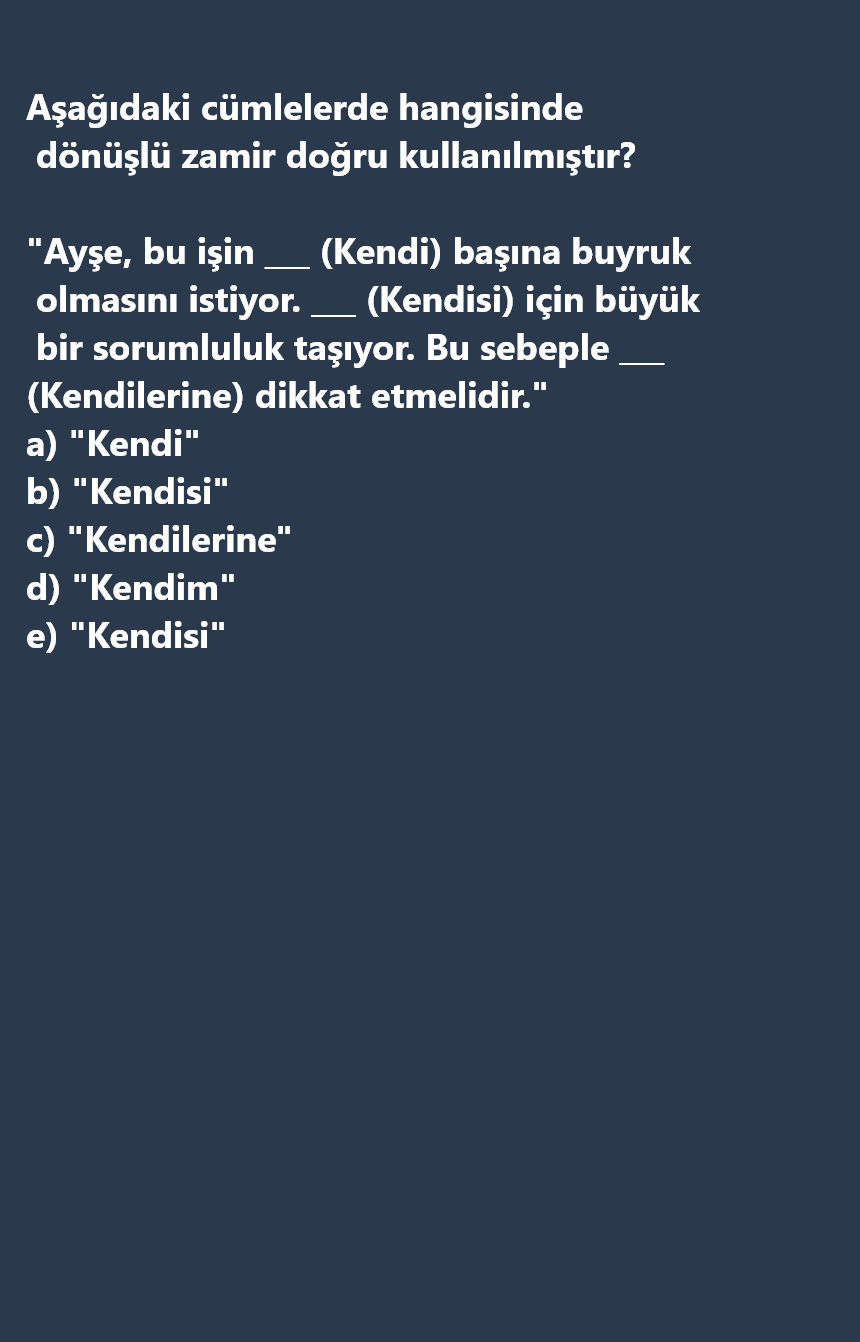 Aşağıdaki cümlelerde hangisinde
dönüşlü zamir doğru kullanılmıştır?
"Ayşe, bu işin ___ (Kendi) başına buyruk
olmasını istiyor. ___ (Kendisi) için büyük
bir sorumluluk taşıyor. Bu sebeple ___
(Kendilerine) dikkat etmelidir."
a) "Kendi"
b) "Kendisi"
c) "Kendilerine"
d) "Kendim"
e) "Kendisi"